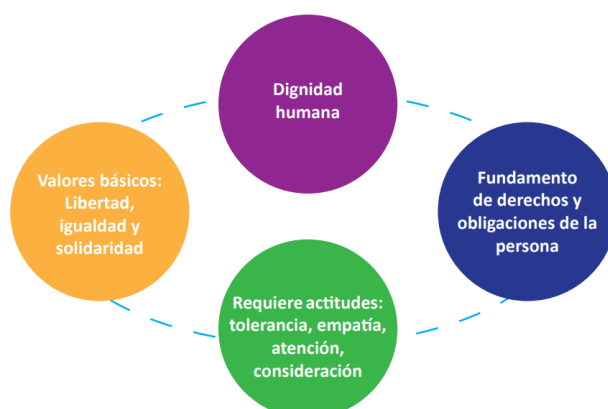 Dignidad
humana
Valores básicos:
Libertad,
igualdad y
solidaridad
Fundamento
de derechos y
obligaciones de la
persona
Requiere actitudes:
tolerancia, empatía,
atención,
consideración